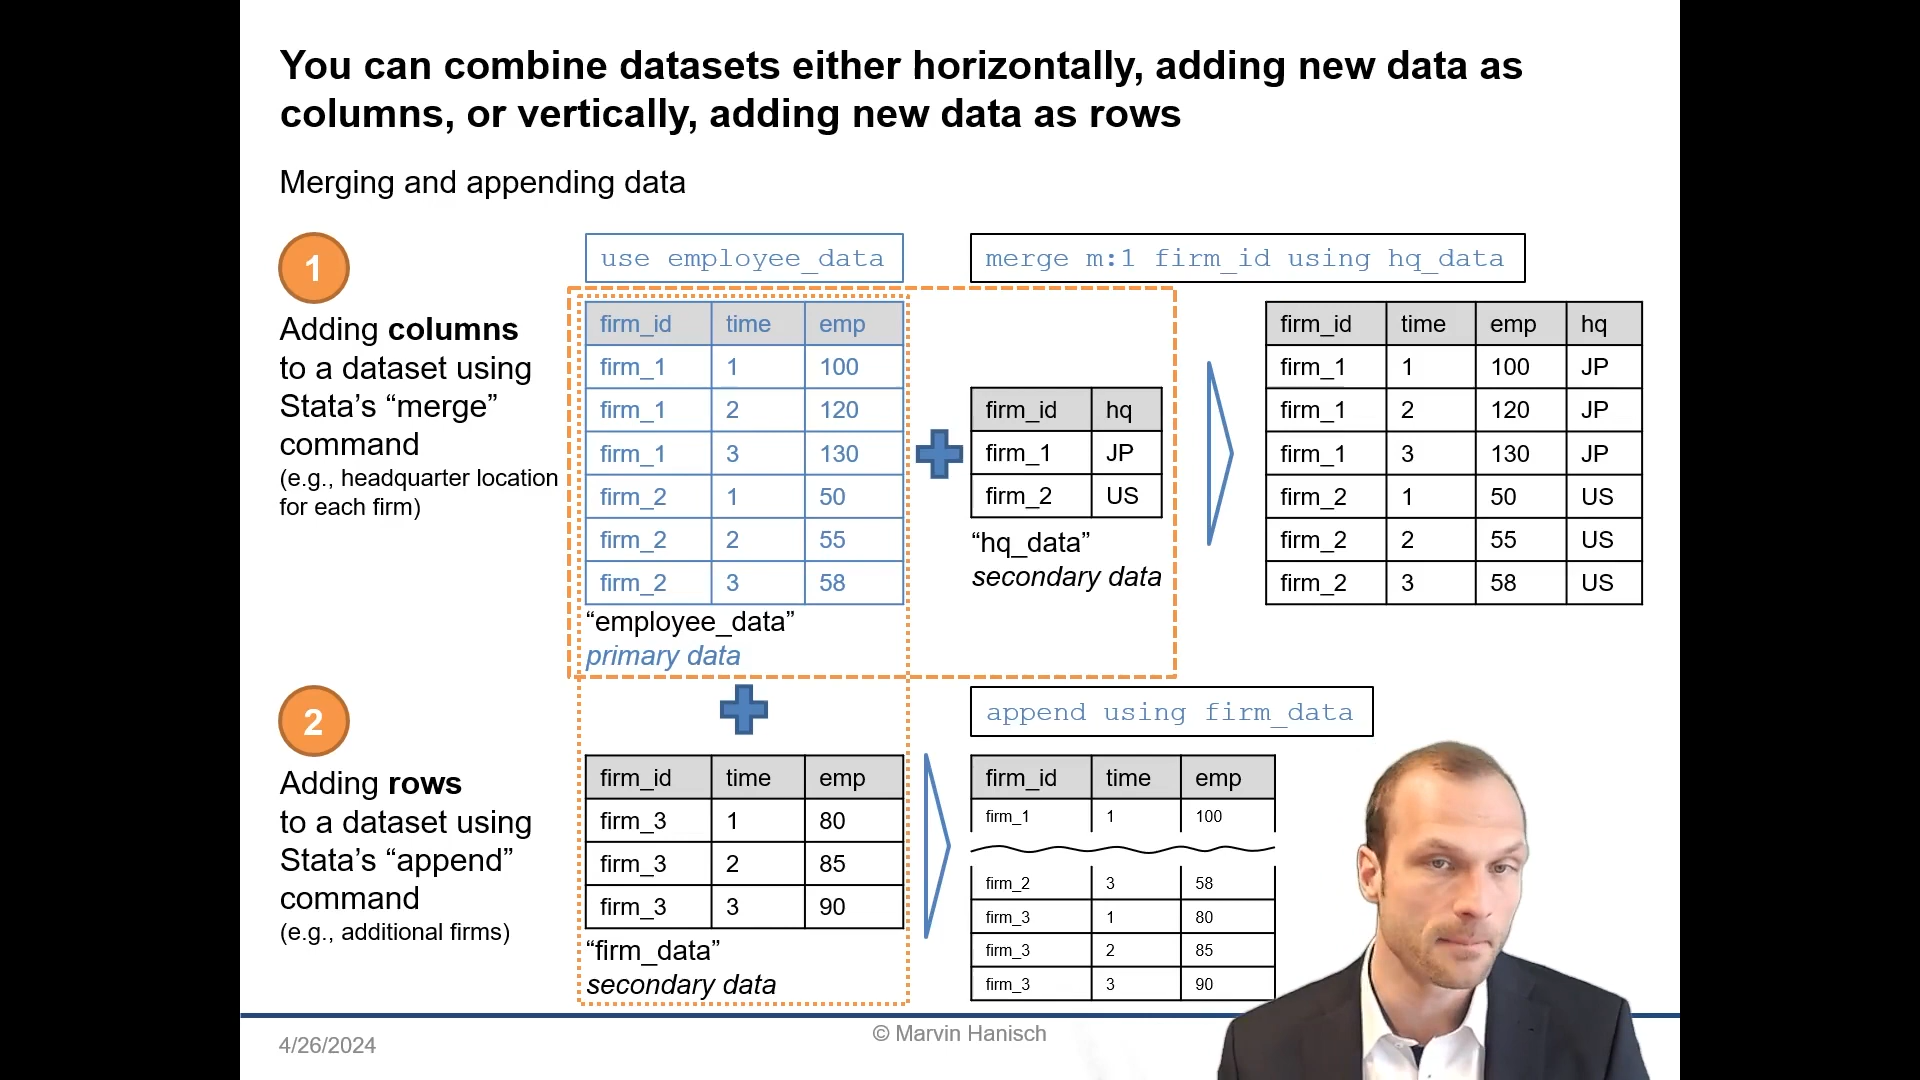 You can combine datasets either horizontally, adding new data as
columns, or vertically, adding new data as rows
Merging and appending data
1
Adding columns
to a dataset using
Stata’s “merge”
command
(e.g., headquarter location
for each firm)
use employee_data
firm_id time emp
firm_1 1 100
firm_1 2 120
firm_1 3 130
firm_2 1 50
firm_2 2 55
firm_2 3 58
“employee_data”
primary data
merge m:1 firm_id using hq_data
firm_id hq
firm_1 JP
firm_2 US
“hq_data”
secondary data
firm_id time emp hq
firm_1 1 100 JP
firm_1 2 120 JP
firm_1 3 130 JP
firm_2 1 50 US
firm_2 2 55 US
firm_2 3 58 US
2
Adding rows
to a dataset using
Stata’s “append”
command
(e.g., additional firms)
firm_id time emp
firm_3 1 80
firm_3 2 85
firm_3 3 90
“firm_data”
secondary data
append using firm_data
firm_id time emp
firm_1 1 100
firm_2 3 58
firm_3 1 80
firm_3 2 85
firm_3 3 90
4/26/2024
© Marvin Hanisch